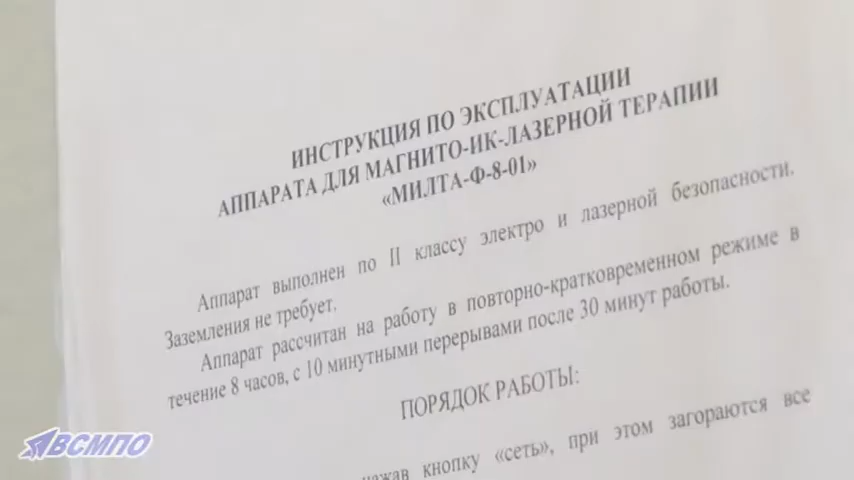 ИНСТРУКЦИЯ ПО ЭКСПЛУАТАЦИИ
АППАРАТА ДЛЯ МАГНИТО-ИК-ЛАЗЕРНОЙ ТЕРАПИИ
«МИЛТА-Ф-8-01»
Аппарат выполнен по II классу электро и лазерной безопасности.
Заземления не требует.
Аппарат рассчитан на работу в повторно-кратковременном режиме в
течение 8 часов, с 10 минутными перерывами после 30 минут работы.
ПОРЯДОК РАБОТЫ:
кнопку «сеть», при этом загораются все
ВСМПО